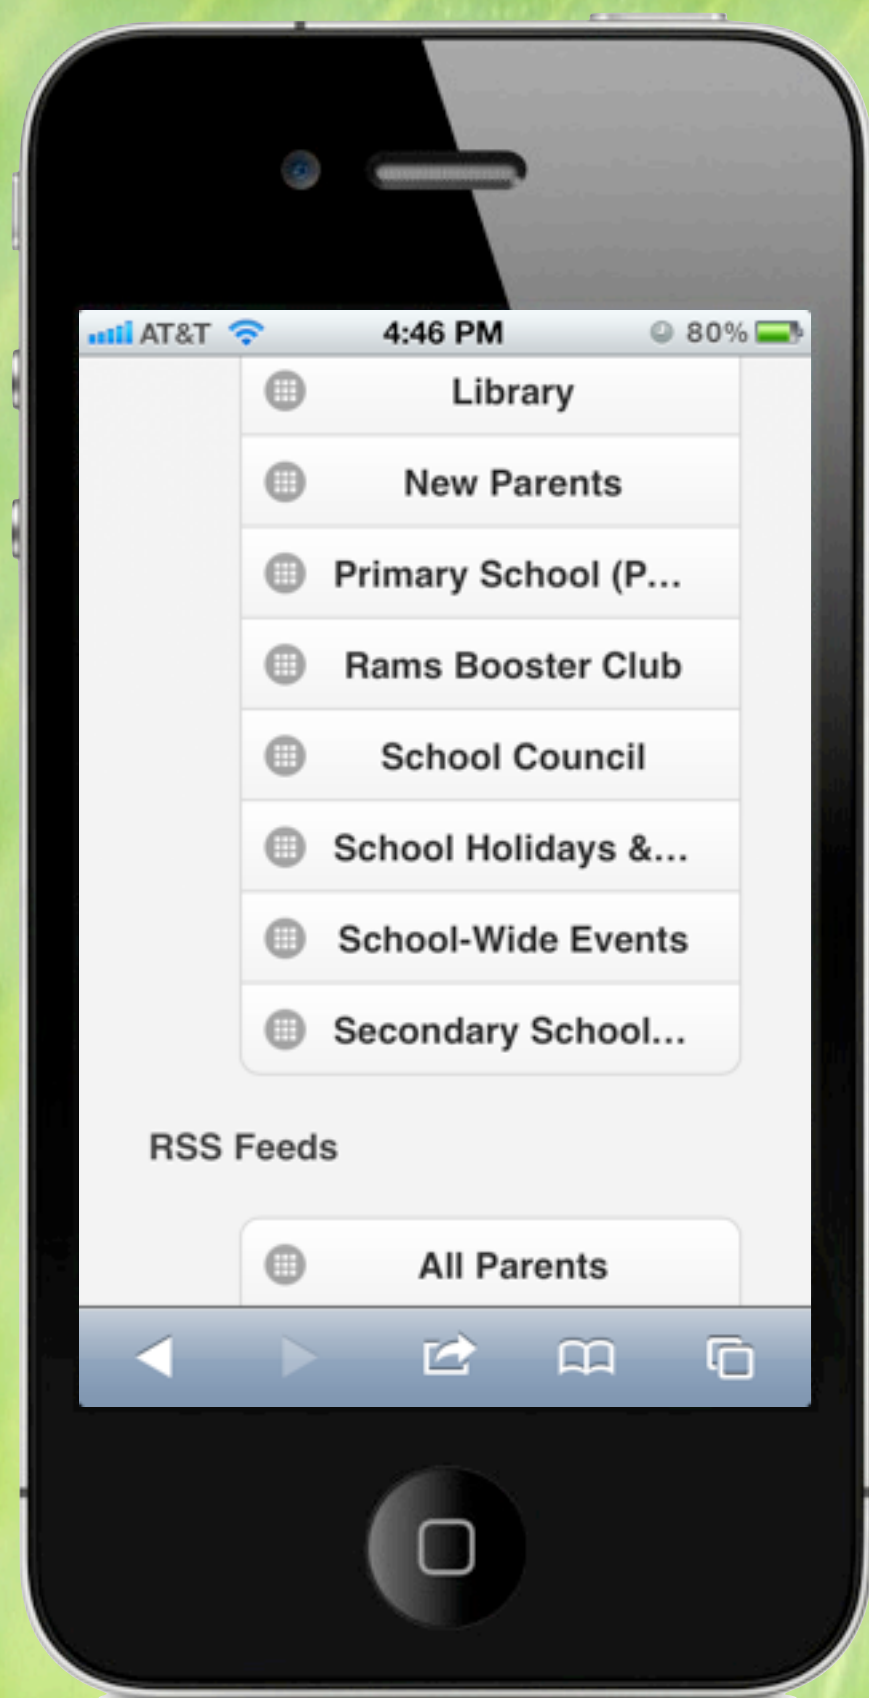 AT&T 4:46 PM 80%
Library
New Parents
Primary School (P...
Rams Booster Club
School Council
School Holidays &...
School-Wide Events
Secondary School...
RSS Feeds
All Parents